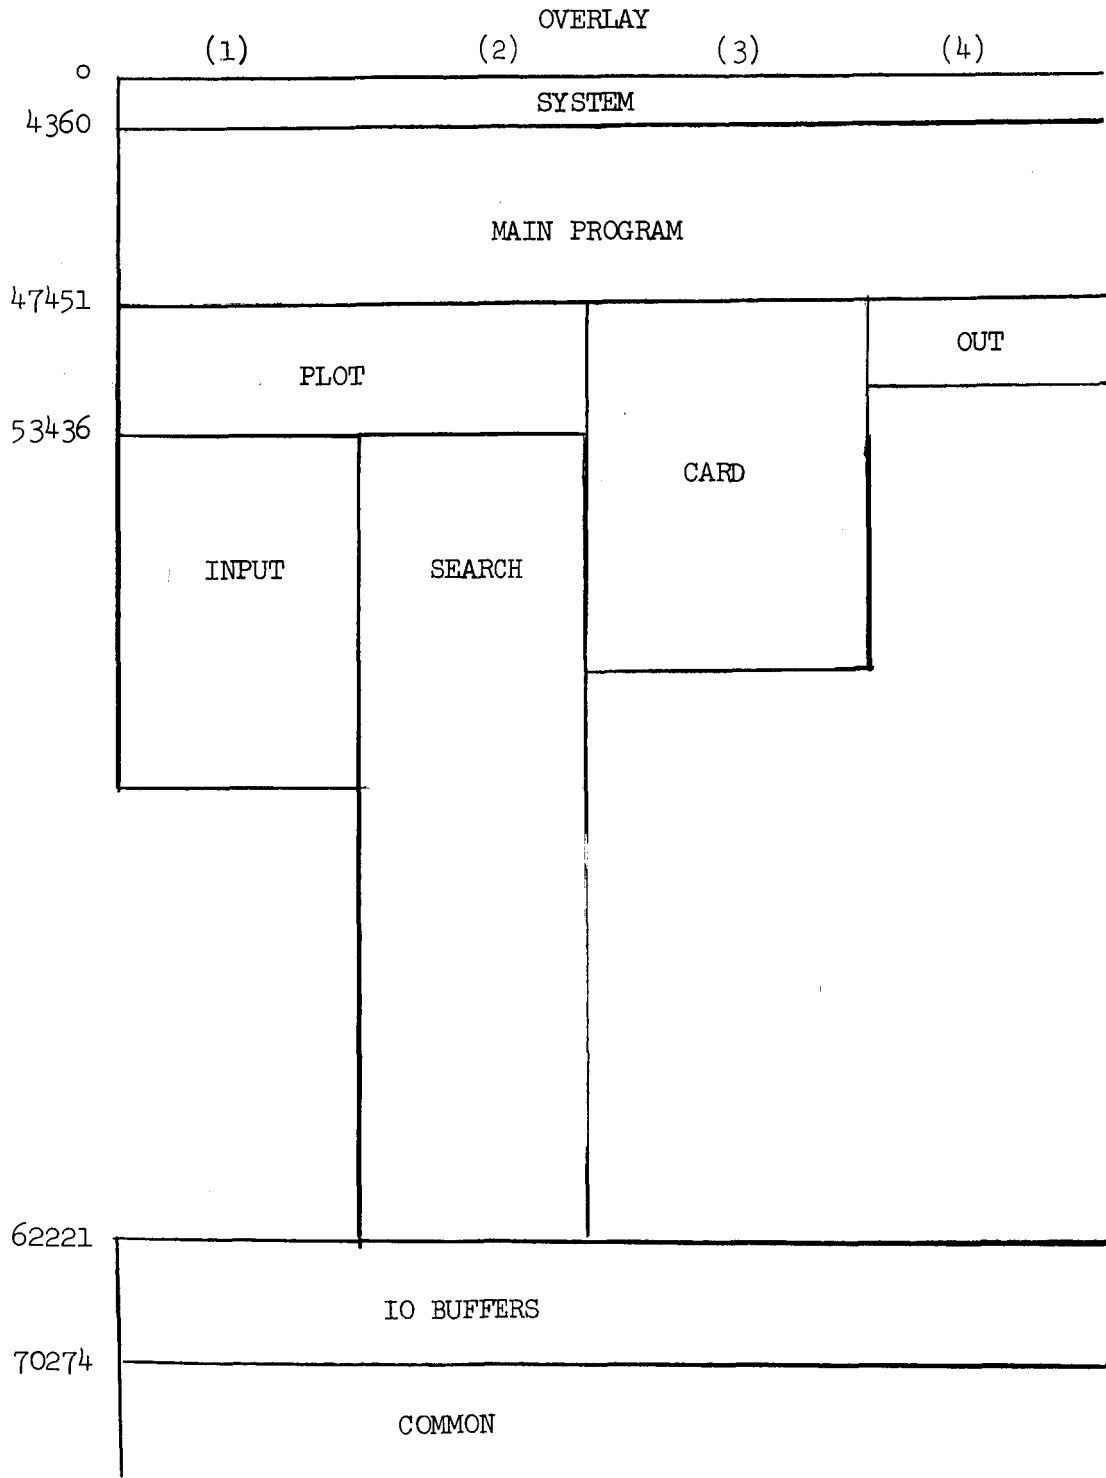 OVERLAY
(1) (2) (3) (4)
0
SYSTEM
4360
MAIN PROGRAM
47451
OUT
PLOT
53436
CARD
INPUT SEARCH
62221
IO BUFFERS
70274
COMMON